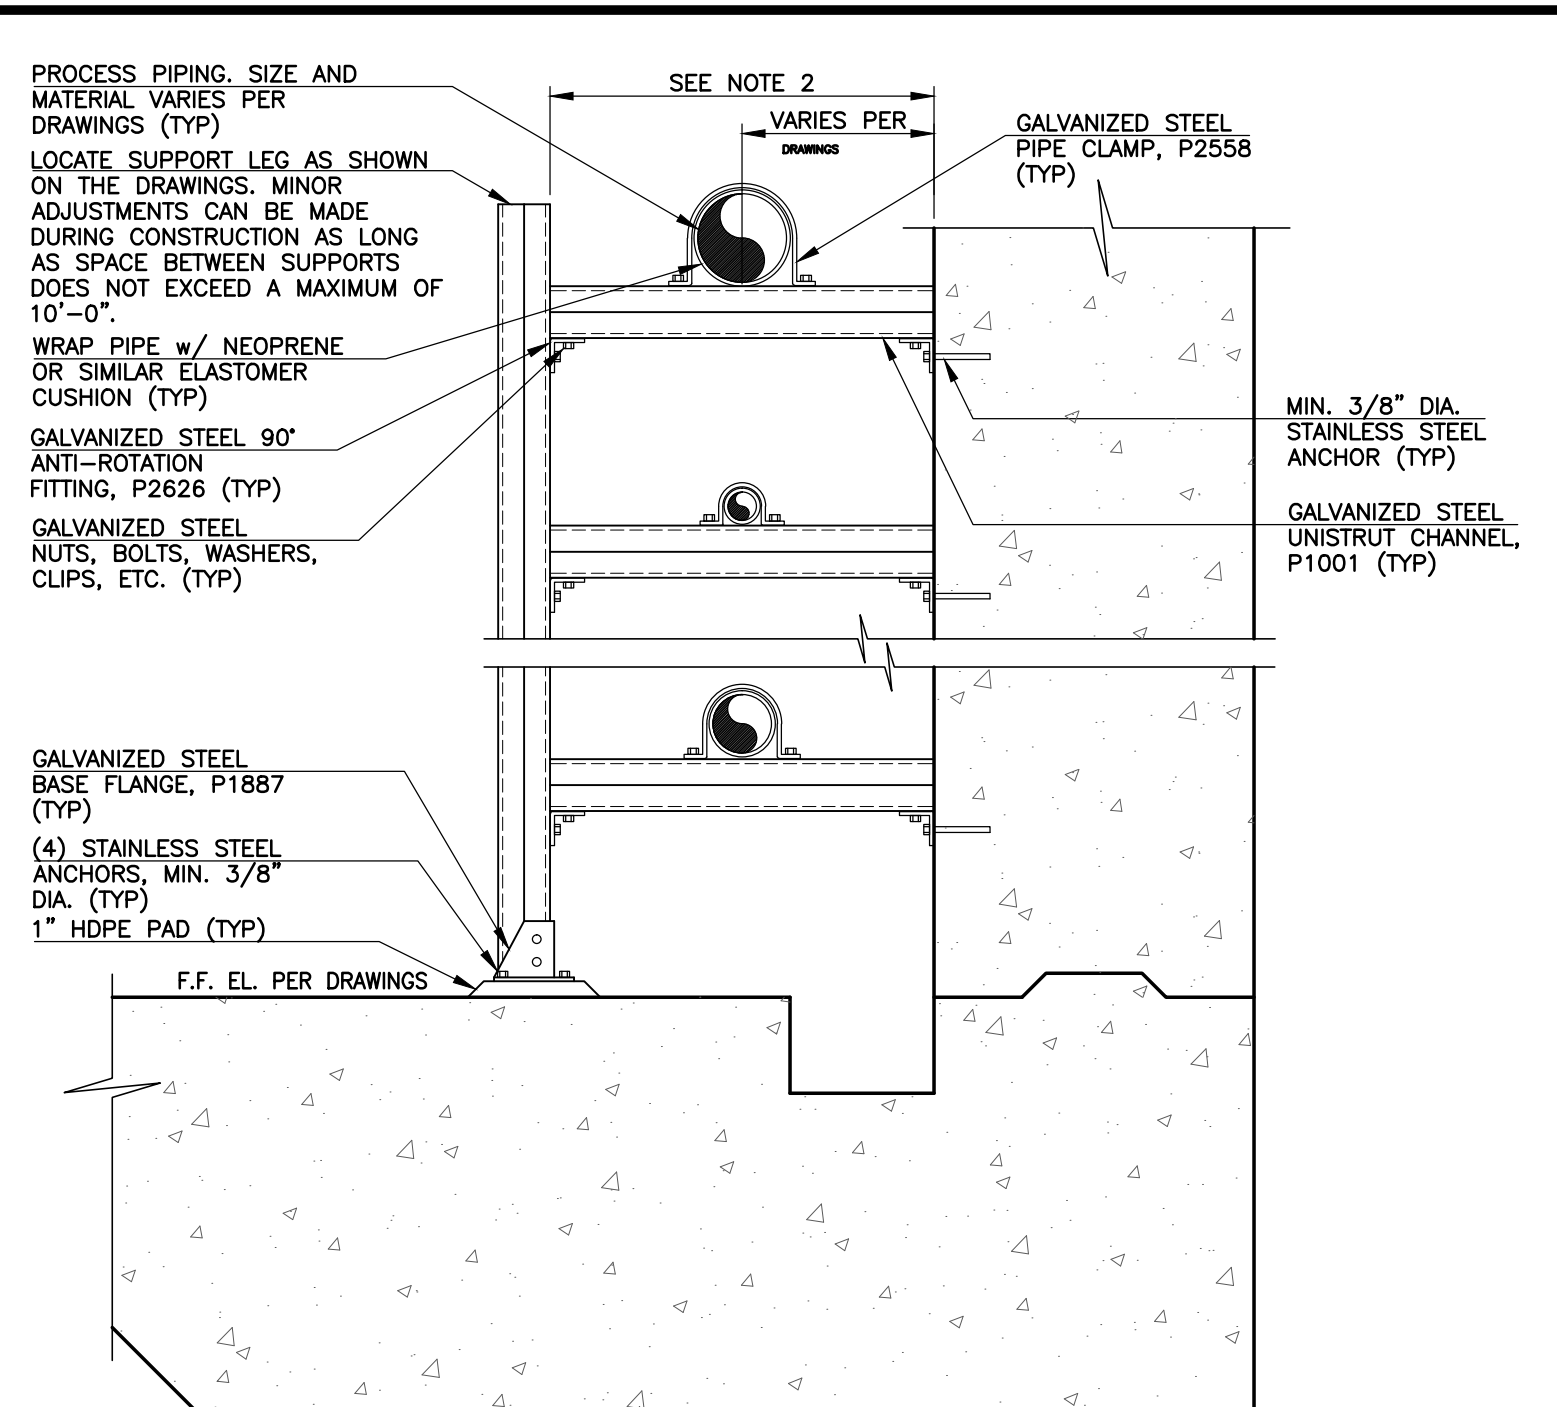 PROCESS PIPING. SIZE AND
MATERIAL VARIES PER
DRAWINGS (TYP)
LOCATE SUPPORT LEG AS SHOWN
ON THE DRAWINGS. MINOR
ADJUSTMENTS CAN BE MADE
DURING CONSTRUCTION AS LONG
AS SPACE BETWEEN SUPPORTS
DOES NOT EXCEED A MAXIMUM OF
10'-0".
WRAP PIPE w/ NEOPRENE
OR SIMILAR ELASTOMER
CUSHION (TYP)
GALVANIZED STEEL 90°
ANTI-ROTATION
FITTING, P2626 (TYP)
GALVANIZED STEEL
NUTS, BOLTS, WASHERS,
CLIPS, ETC. (TYP)
GALVANIZED STEEL
BASE FLANGE, P1887
(TYP)
(4) STAINLESS STEEL
ANCHORS, MIN. 3/8"
DIA. (TYP)
1" HDPE PAD (TYP)
F.F. EL. PER DRAWINGS
SEE NOTE 2
VARIES PER
DRAWINGS
GALVANIZED STEEL
PIPE CLAMP, P2558
(TYP)
MIN. 3/8" DIA.
STAINLESS STEEL
ANCHOR (TYP)
GALVANIZED STEEL
UNISTRUT CHANNEL,
P1001 (TYP)